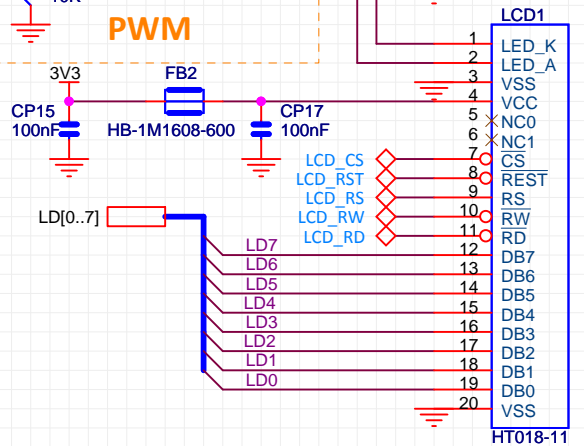 10K
LCD1
PWM
1 LED_K
2 LED_A
3V3 FB2 3 VSS
4 VCC
CP15 CP17 5 NC0
100nF HB-1M1608-600 100nF 6 NC1
LCD_CS 7 CS
LCD_RST 8 REST
LCD_RS 9 RS
LD[0..7] LCD_RW 10 RW
LCD_RD 11 RD
LD7 12 DB7
LD6 13 DB6
LD5 14 DB5
LD4 15 DB4
LD3 16 DB3
LD2 17 DB2
LD1 18 DB1
LD0 19 DB0
20 VSS
HT018-11